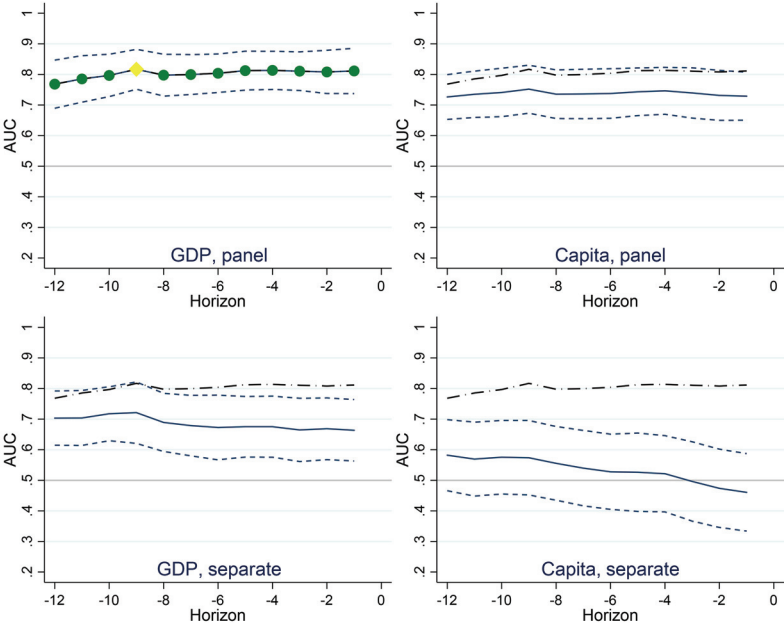 AUC
.2 .3 .4 .5 .6 .7 .8 .9 1
GDP, panel
-12 -10 -8 -6 -4 -2 0
Horizon
AUC
.2 .3 .4 .5 .6 .7 .8 .9 1
Capita, panel
-12 -10 -8 -6 -4 -2 0
Horizon
AUC
.2 .3 .4 .5 .6 .7 .8 .9 1
GDP, separate
-12 -10 -8 -6 -4 -2 0
Horizon
AUC
.2 .3 .4 .5 .6 .7 .8 .9 1
Capita, separate
-12 -10 -8 -6 -4 -2 0
Horizon